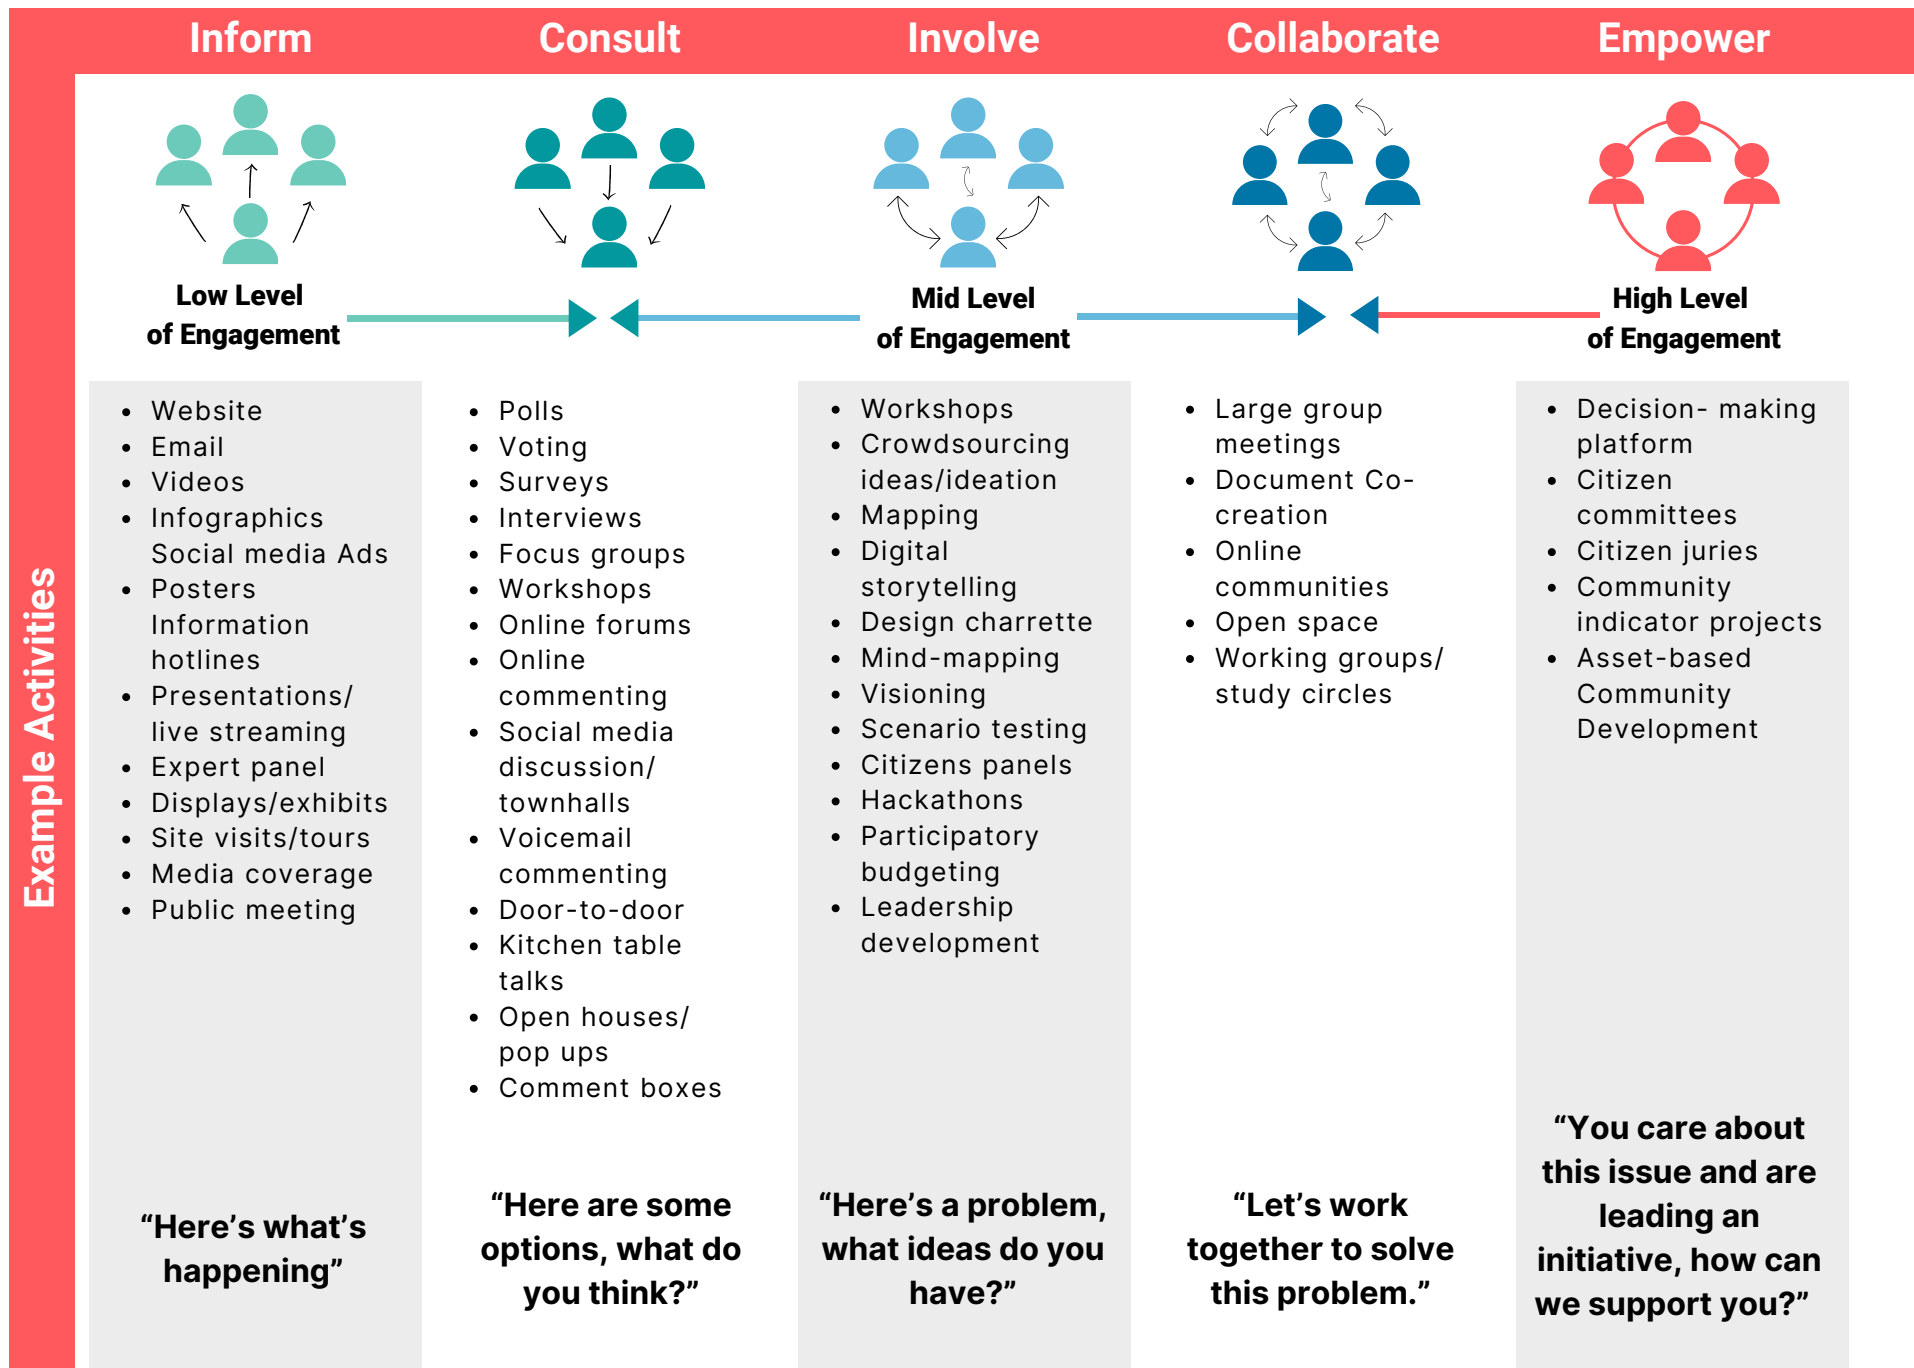 Inform
Consult
Involve
Collaborate
Empower
Low Level
of Engagement
Mid Level
of Engagement
High Level
of Engagement
Example Activities
• Website
• Email
• Videos
• Infographics
Social media Ads
• Posters
Information
hotlines
• Presentations/
live streaming
• Expert panel
• Displays/exhibits
• Site visits/tours
• Media coverage
• Public meeting
“Here’s what’s
happening”
• Polls
• Voting
• Surveys
• Interviews
• Focus groups
• Workshops
• Online forums
• Online
commenting
• Social media
discussion/
townhalls
• Voicemail
commenting
• Door-to-door
• Kitchen table
talks
• Open houses/
pop ups
• Comment boxes
“Here are some
options, what do
you think?”
• Workshops
• Crowdsourcing
ideas/ideation
• Mapping
• Digital
storytelling
• Design charrette
• Mind-mapping
• Visioning
• Scenario testing
• Citizens panels
• Hackathons
• Participatory
budgeting
• Leadership
development
“Here’s a problem,
what ideas do you
have?”
• Large group
meetings
• Document Co-
creation
• Online
communities
• Open space
• Working groups/
study circles
“Let’s work
together to solve
this problem.”
• Decision- making
platform
• Citizen
committees
• Citizen juries
• Community
indicator projects
• Asset-based
Community
Development
“You care about
this issue and are
leading an
initiative, how can
we support you?”